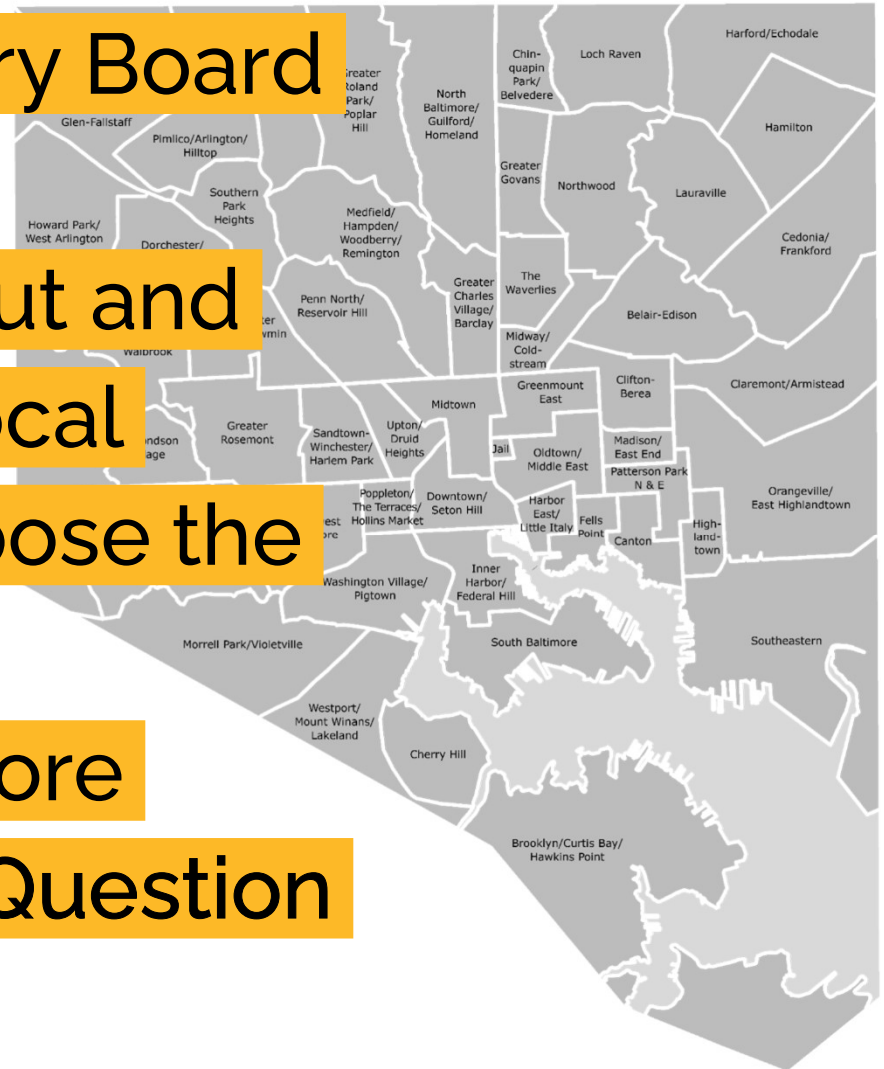 ry Board
Greater
Roland
Park/
Poplar
Hill
North
Baltimore/
Guilford/
Homeland
Chin-
quapin
Park/
Belvedere
Loch Raven
Harford/Echodale
Glen-Fallstaff
Pimlico/Arlington/
Hilltop
Hamilton
Greater
Govans
Northwood
Lauraville
Southern
Park
Heights
Howard Park/
West Arlington
Medfield/
Hampden/
Woodberry/
Remington
Dorchester/
Cedonia/
Frankford
ut and
Penn North/
Reservoir Hill
Greater
Charles
Village/
Barclay
The
Waverlies
Belair-Edison
Walbrook
Midway/
Cold-
stream
ocal
Greater
Rosemont
Sandtown-
Winchester/
Harlem Park
Upton/
Druid
Heights
Midtown
Greenmount
East
Clifton-
Berea
Claremont/Armistead
Jail
Oldtown/
Middle East
Madison/
East End
Patterson Park
N & E
Orangeville/
East Highlandtown
ose the
Poppleton/
The Terraces/
Hollins Market
Downtown/
Seton Hill
Harbor
East/
Little Italy
Fells
Point
Canton
High-
land-
town
Washington Village/
Pigtown
Inner
Harbor/
Federal Hill
Morrell Park/Violetville
South Baltimore
Southeastern
Westport/
Mount Winans/
Lakeland
Cherry Hill
ore
Brooklyn/Curtis Bay/
Hawkins Point
Question